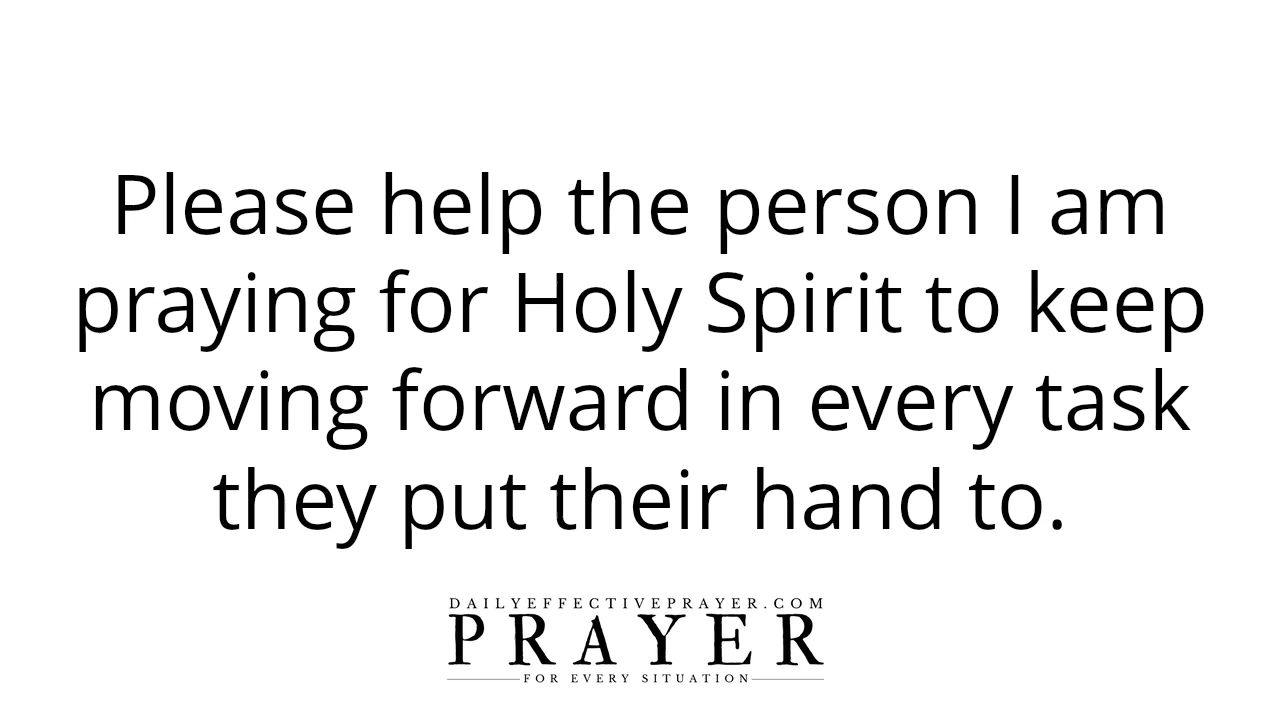 Please help the person I am
praying for Holy Spirit to keep
moving forward in every task
they put their hand to.
DAILYEFFECTIVEPRAYER.COM
PRAYER
FOR EVERY SITUATION